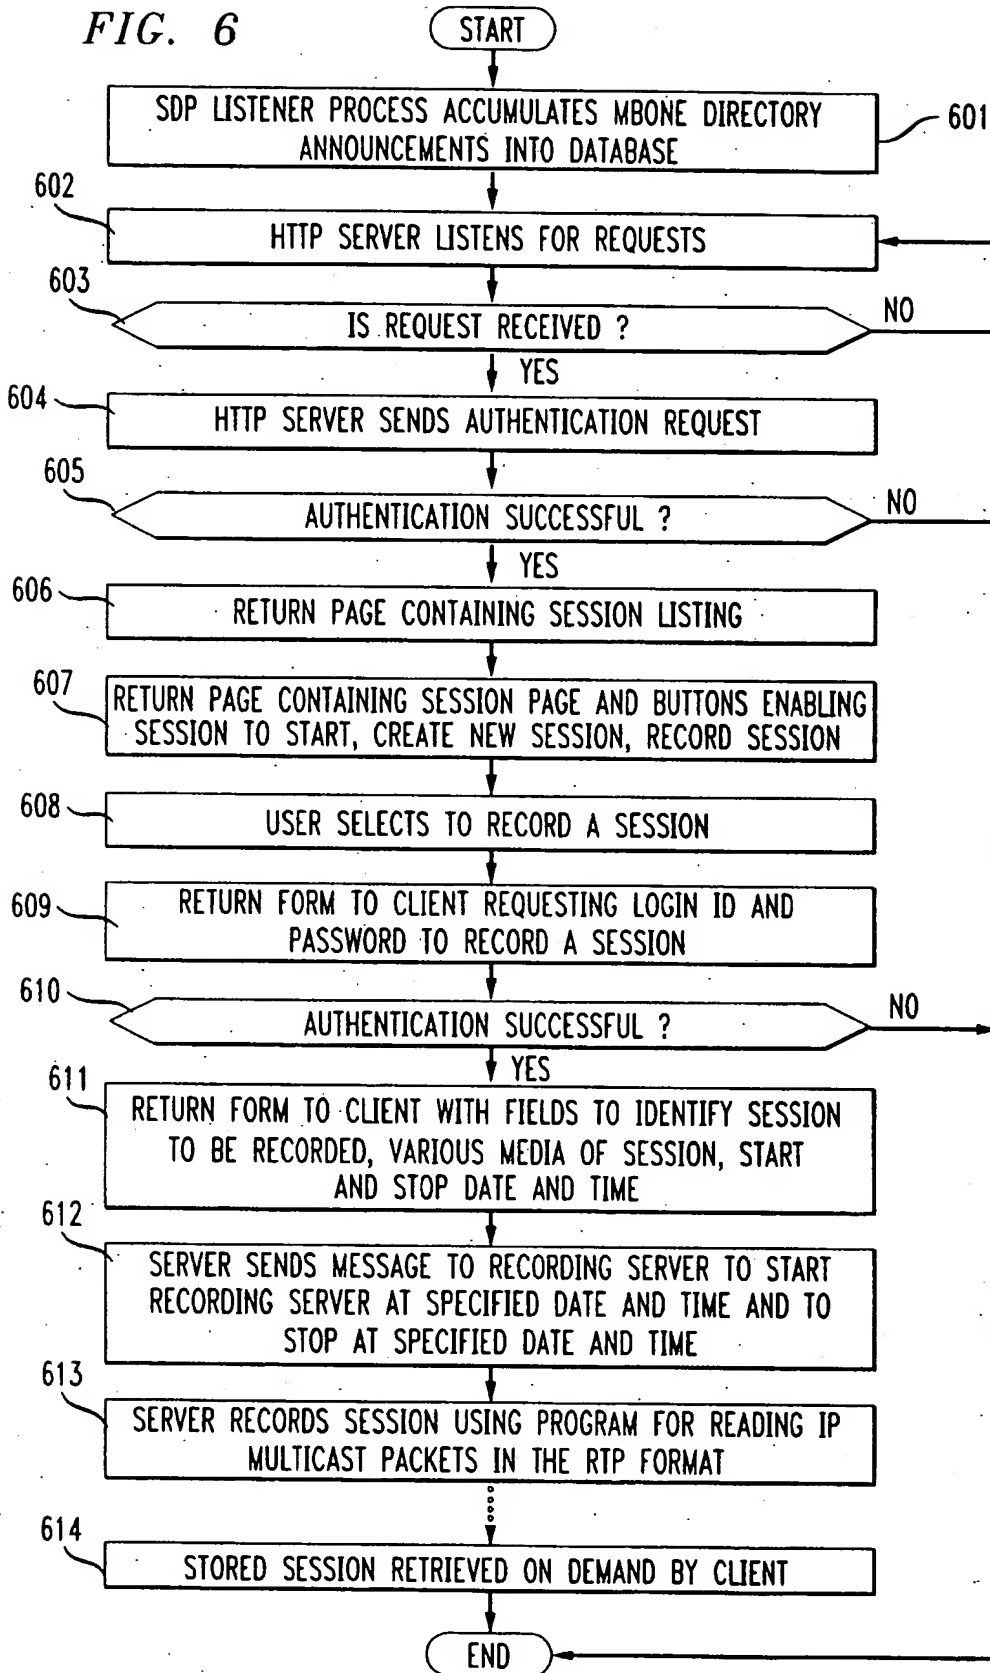 FIG. 6
START
SDP LISTENER PROCESS ACCUMULATES MBONE DIRECTORY
ANNOUNCEMENTS INTO DATABASE
601
602
HTTP SERVER LISTENS FOR REQUESTS
603
IS REQUEST RECEIVED ?
NO
YES
604
HTTP SERVER SENDS AUTHENTICATION REQUEST
605
AUTHENTICATION SUCCESSFUL ?
NO
YES
606
RETURN PAGE CONTAINING SESSION LISTING
607
RETURN PAGE CONTAINING SESSION PAGE AND BUTTONS ENABLING
SESSION TO START, CREATE NEW SESSION, RECORD SESSION
608
USER SELECTS TO RECORD A SESSION
609
RETURN FORM TO CLIENT REQUESTING LOGIN ID AND
PASSWORD TO RECORD A SESSION
610
AUTHENTICATION SUCCESSFUL ?
NO
YES
611
RETURN FORM TO CLIENT WITH FIELDS TO IDENTIFY SESSION
TO BE RECORDED, VARIOUS MEDIA OF SESSION, START
AND STOP DATE AND TIME
612
SERVER SENDS MESSAGE TO RECORDING SERVER TO START
RECORDING SERVER AT SPECIFIED DATE AND TIME AND TO
STOP AT SPECIFIED DATE AND TIME
613
SERVER RECORDS SESSION USING PROGRAM FOR READING IP
MULTICAST PACKETS IN THE RTP FORMAT
614
STORED SESSION RETRIEVED ON DEMAND BY CLIENT
END